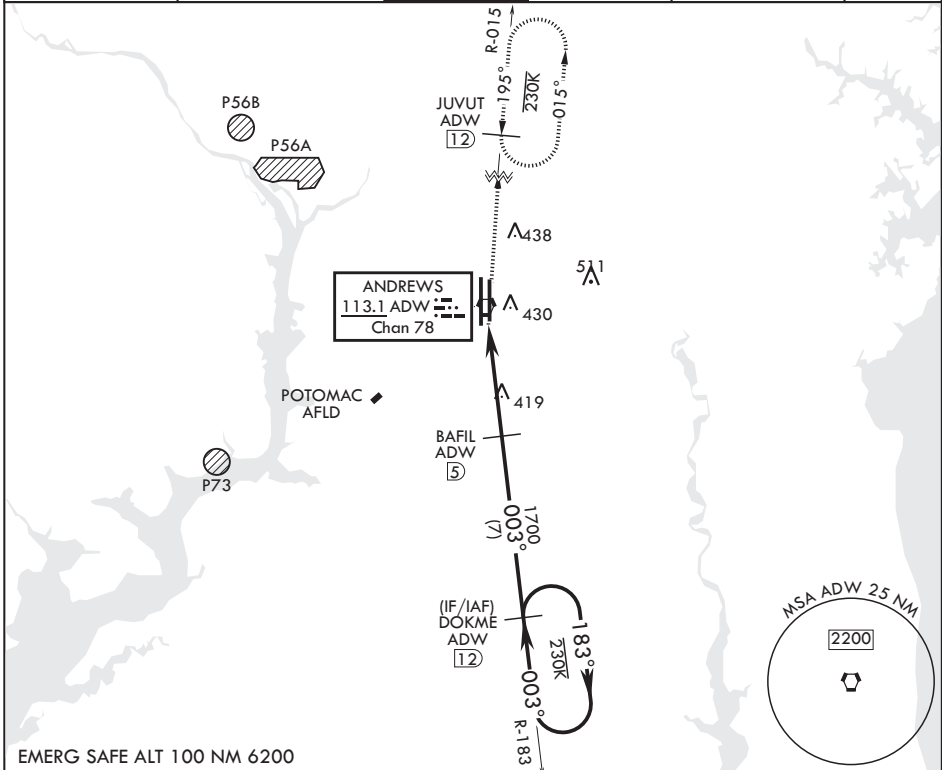 R-015
195°
230K
015°
JUVUT
ADW
12
P56B
P56A
438
511
ANDREWS
113.1 ADW
Chan 78
430
POTOMAC
AFLD
419
BAFIL
ADW
5
P73
1700
003°
(7)
(IF/IAF)
DOKME
ADW
12
183°
230K
003°
R-183
MSA ADW 25 NM
2200
EMERG SAFE ALT 100 NM 6200